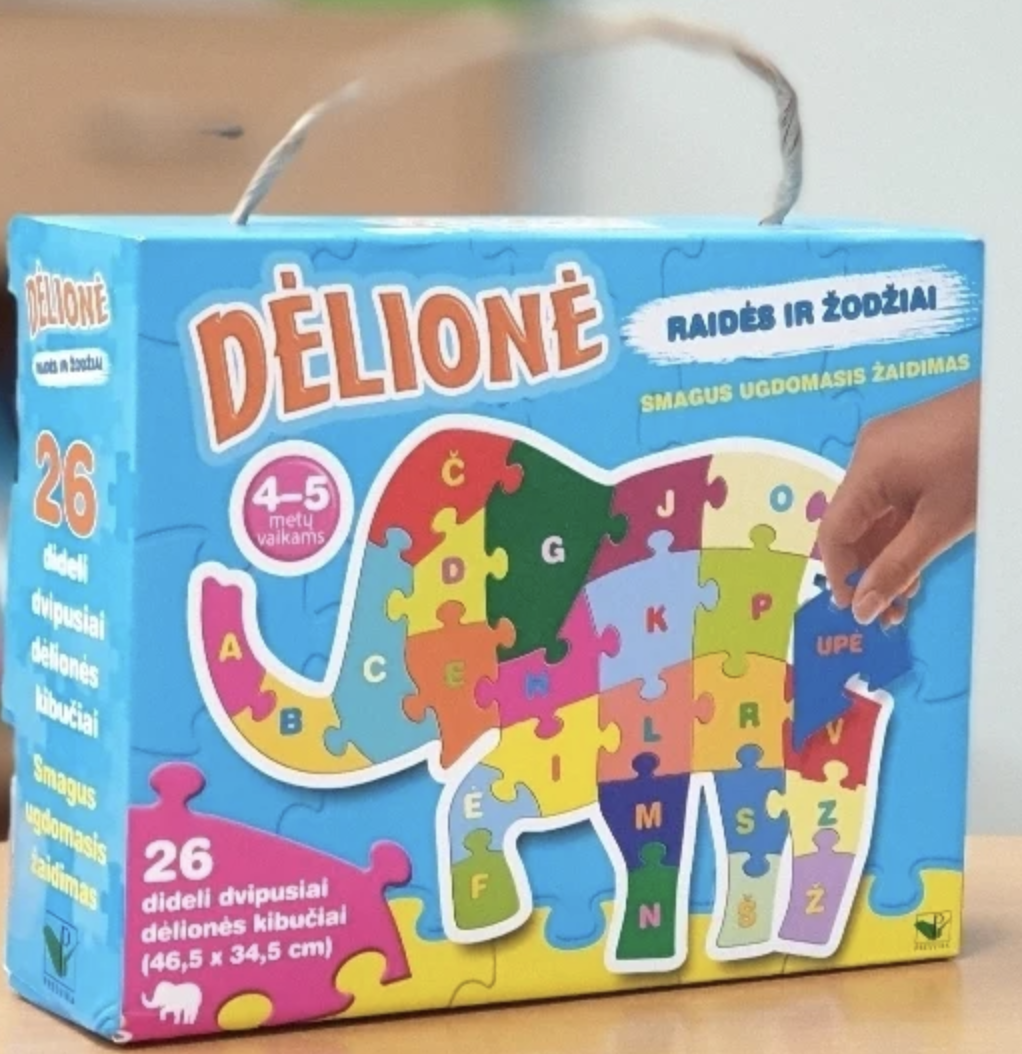 DĖLIONĖ
RAIDĖS IR ŽODŽIAI
26
dideli
dvipusiai
dėlionės
kibučiai
Smagus
ugdomasis
žaidimas
DĖLIONĖ
RAIDĖS IR ŽODŽIAI
SMAGUS UGDOMASIS ŽAIDIMAS
4–5
metų
vaikams
Č
J
O
G
D
K
P
UPĖ
A
C
E
H
B
L
R
V
I
Ė
M
S
Z
F
N
Š
Ž
26
dideli dvipusiai
dėlionės kibučiai
(46,5 x 34,5 cm)